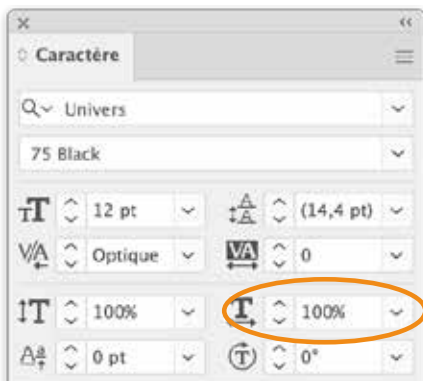 Caractère
Univers
75 Black
12 pt (14,4 pt)
Optique 0
100% 100%
0 pt 0°